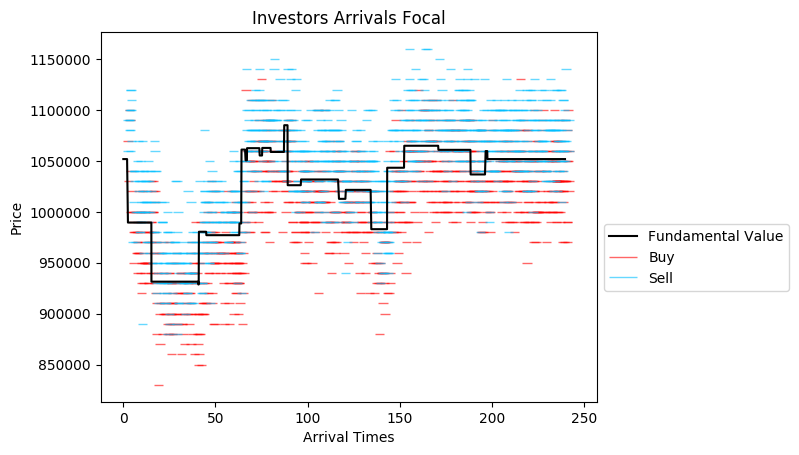 Investors Arrivals Focal
Price
1150000
1100000
1050000
1000000
950000
900000
850000
0
50
100
150
200
250
Arrival Times
Fundamental Value
Buy
Sell